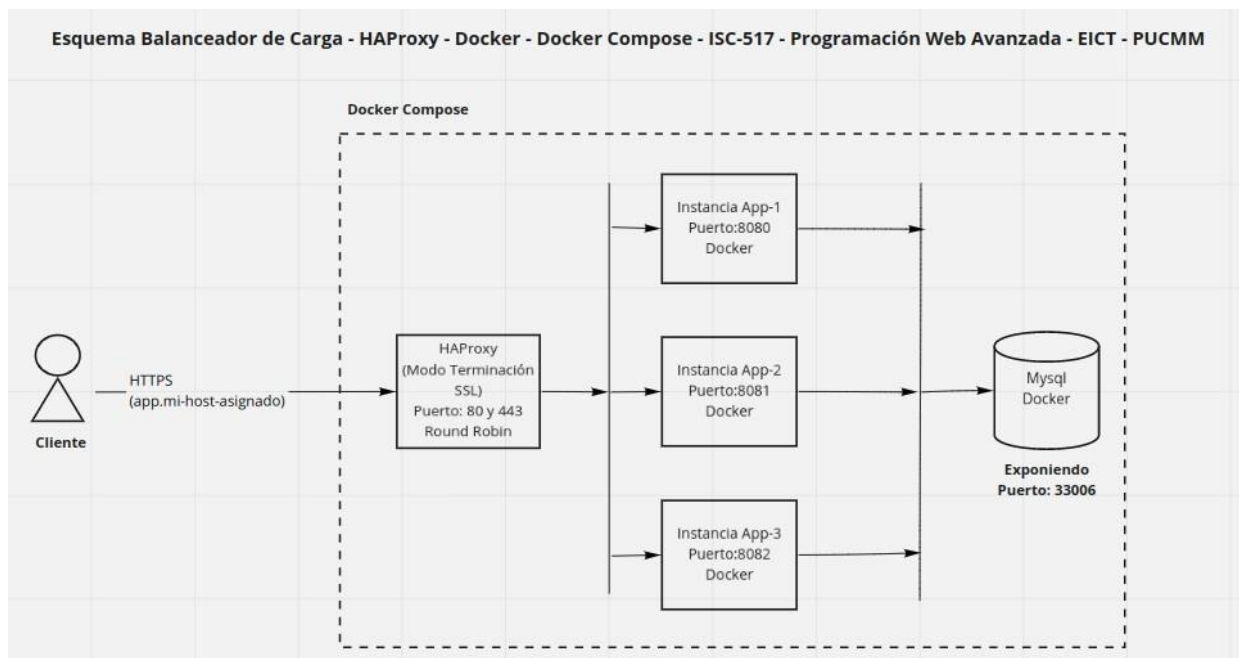 Esquema Balanceador de Carga - HAProxy - Docker - Docker Compose - ISC-517 - Programación Web Avanzada - EICT - PUCMM
Docker Compose
Instancia App-1
Puerto:8080
Docker
HTTPS
(app.mi-host-asignado)
Cliente
HAProxy
(Modo Terminación
SSL)
Puerto: 80 y 443
Round Robin
Instancia App-2
Puerto:8081
Docker
Mysql
Docker
Exponiendo
Puerto: 33006
Instancia App-3
Puerto:8082
Docker